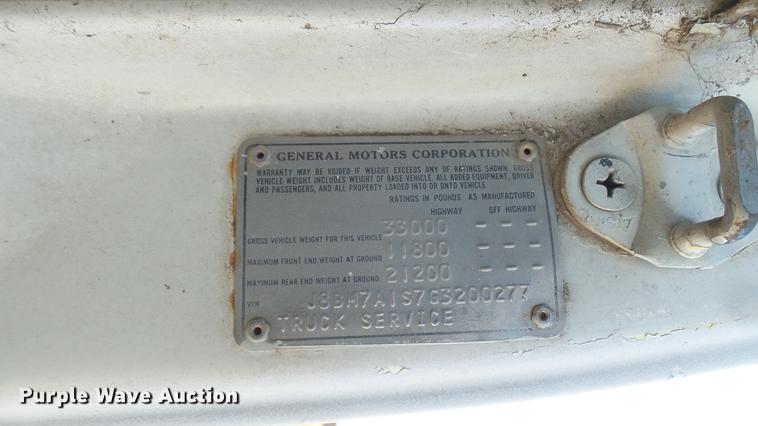 GENERAL MOTORS CORPORATION
WARRANTY MAY BE VOIDED IF WEIGHT EXCEEDS ANY OF RATINGS SHOWN. GROSS
VEHICLE WEIGHT INCLUDES WEIGHT OF BASE VEHICLE, ALL ADDED EQUIPMENT, DRIVER
AND PASSENGERS, AND ALL PROPERTY LOADED INTO OR ONTO VEHICLE.
RATINGS IN POUNDS AS MANUFACTURED
HIGHWAY OFF HIGHWAY
GROSS VEHICLE WEIGHT FOR THIS VEHICLE 33000 - - -
MAXIMUM FRONT END WEIGHT AT GROUND 11800 - - -
MAXIMUM REAR END WEIGHT AT GROUND 21200 - - -
VIN J8BM7A1S7G3200277
TRUCK SERVICE
Purple Wave Auction